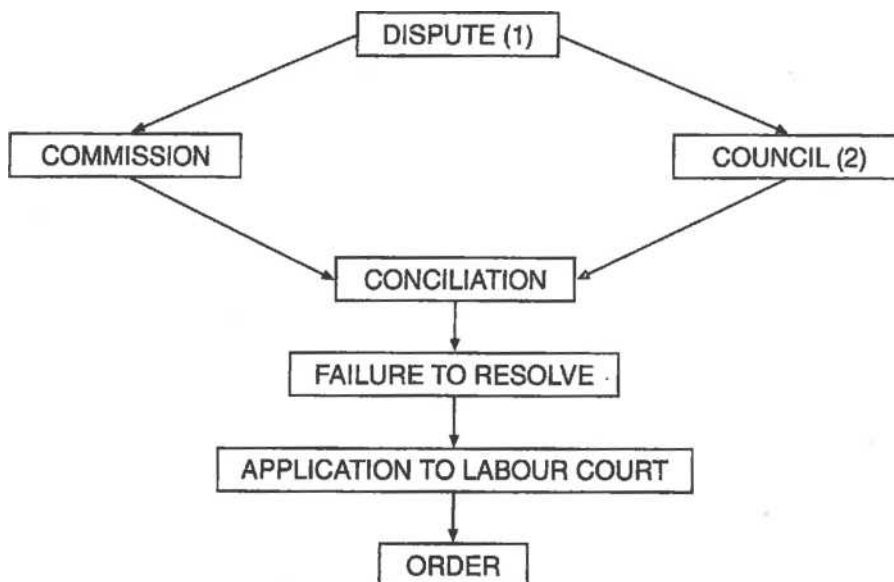 DISPUTE (1)
COMMISSION
COUNCIL (2)
CONCILIATION
FAILURE TO RESOLVE
APPLICATION TO LABOUR COURT
ORDER